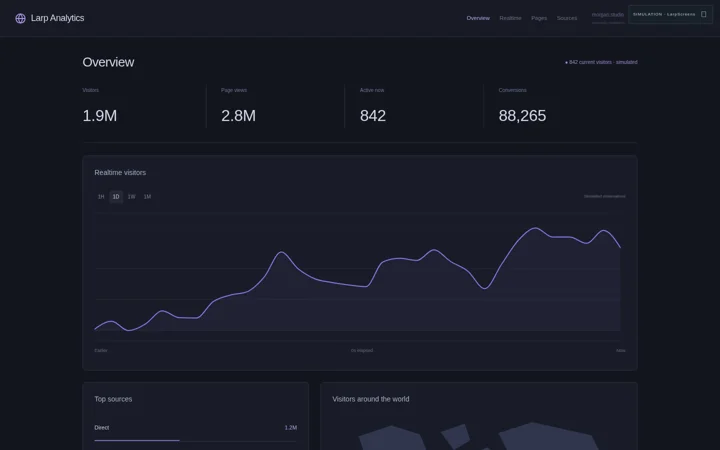 Larp Analytics
Overview
Realtime
Pages
Sources
SIMULATION · LarpScreens
Overview
● 842 current visitors · simulated
Visitors
1.9M
Page views
2.8M
Active now
842
Conversions
88,265
Realtime visitors
1H
1D
1W
1M
Earlier
Now
Top sources
Visitors around the world
Direct
1.2M